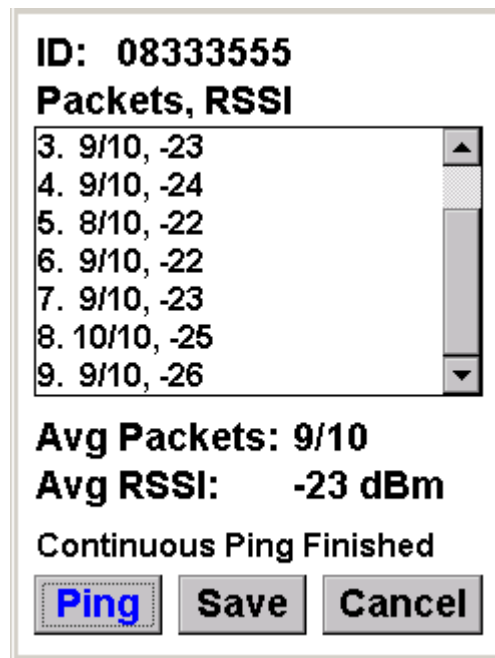 ID: 08333555
Packets, RSSI
3. 9/10, -23
4. 9/10, -24
5. 8/10, -22
6. 9/10, -22
7. 9/10, -23
8. 10/10, -25
9. 9/10, -26
Avg Packets: 9/10
Avg RSSI: -23 dBm
Continuous Ping Finished
Ping Save Cancel